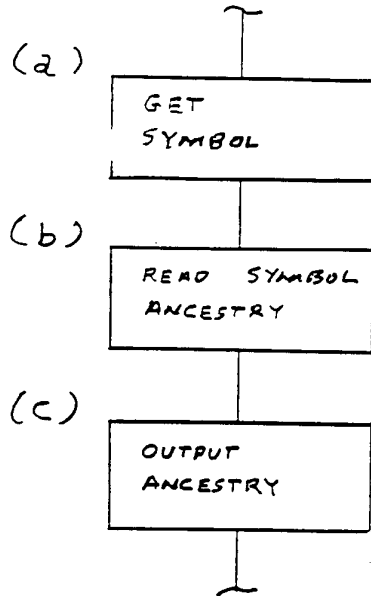 (a)
GET
SYMBOL
(b)
READ SYMBOL
ANCESTRY
(c)
OUTPUT
ANCESTRY